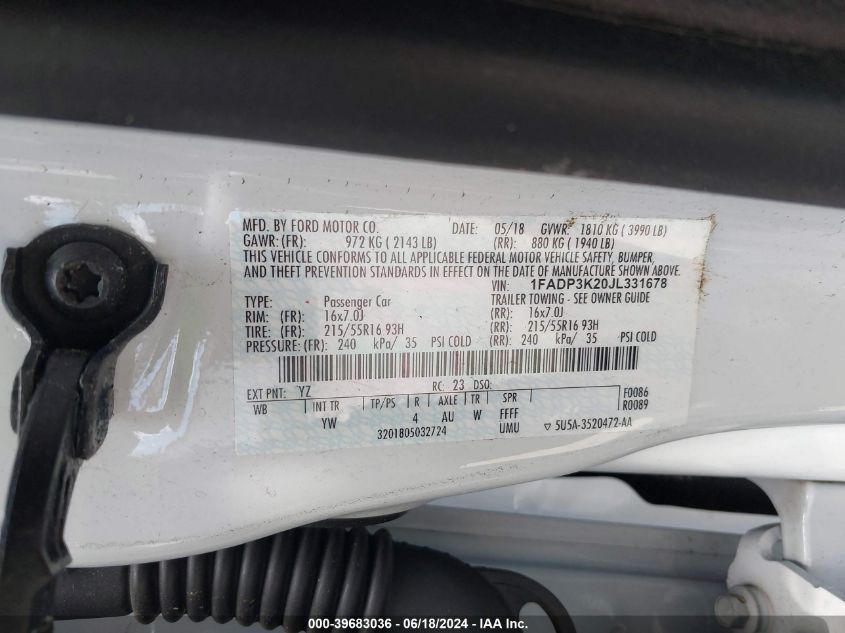 MFD. BY FORD MOTOR CO. DATE: 05/18 GVWR: 1810 KG ( 3990 LB)
GAWR: (FR): 972 KG ( 2143 LB) (RR): 880 KG ( 1940 LB)
THIS VEHICLE CONFORMS TO ALL APPLICABLE FEDERAL MOTOR VEHICLE SAFETY, BUMPER,
AND THEFT PREVENTION STANDARDS IN EFFECT ON THE DATE OF MANUFACTURE SHOWN ABOVE.
VIN: 1FADP3K20JL331678
TYPE: Passenger Car TRAILER TOWING - SEE OWNER GUIDE
RIM: (FR): 16x7.0J (RR): 16x7.0J
TIRE: (FR): 215/55R16 93H (RR): 215/55R16 93H
PRESSURE: (FR): 240 kPa/ 35 PSI COLD (RR): 240 kPa/ 35 PSI COLD
EXT PNT: YZ RC: 23 DSO:
WB INT TR TP/PS R AXLE TR SPR F0086
YW 4 AU W FFFF R0089
3201805032724 UMU ▽ 5U5A-3520472-AA
000-39683036 - 06/18/2024 - IAA Inc.